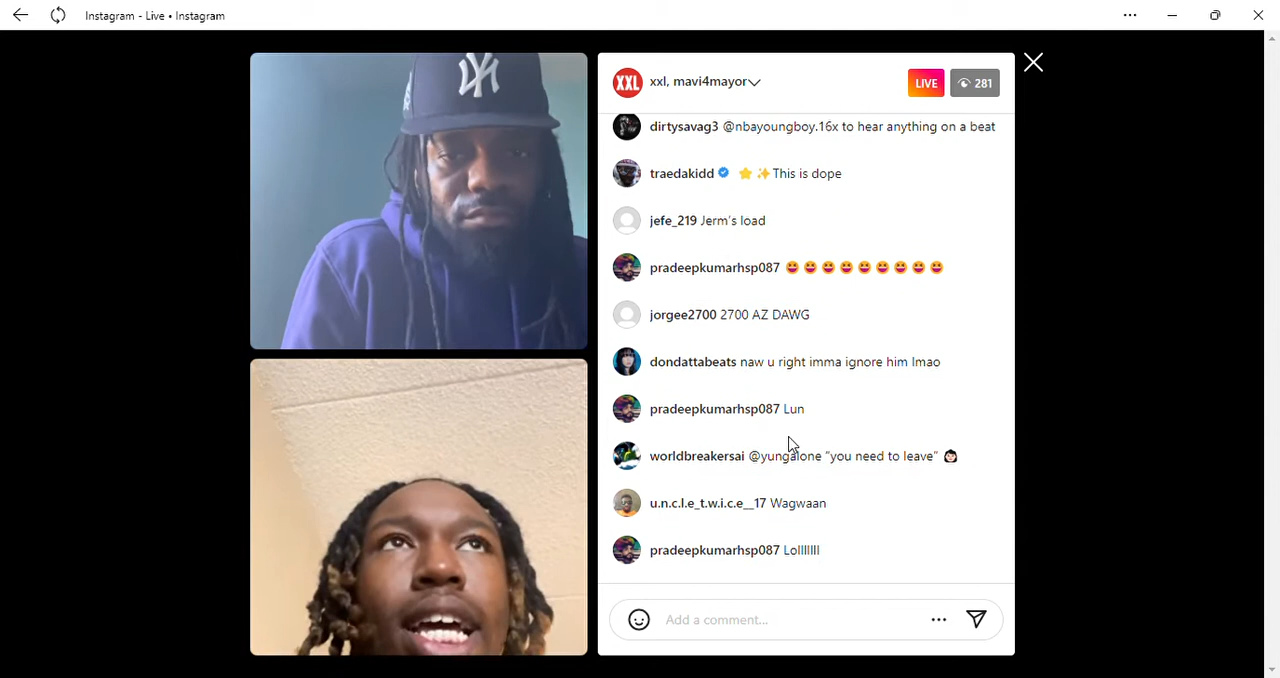 Instagram - Live • Instagram
NY
XXL xxl, mavi4mayor LIVE 281
dirtysavag3 @nbayoungboy.16x to hear anything on a beat
traedakidd ⭐✨This is dope
jefe_219 Jerm's load
pradeepkumarhsp087 😀😀😀😀😀😀😀😀😀
jorgee2700 2700 AZ DAWG
dondattabeats naw u right imma ignore him lmao
pradeepkumarhsp087 Lun
worldbreakersai @yungalone "you need to leave" 👩🏻
u.n.c.l.e_t.w.i.c.e__17 Wagwaan
pradeepkumarhsp087 Lolllllll
Add a comment...